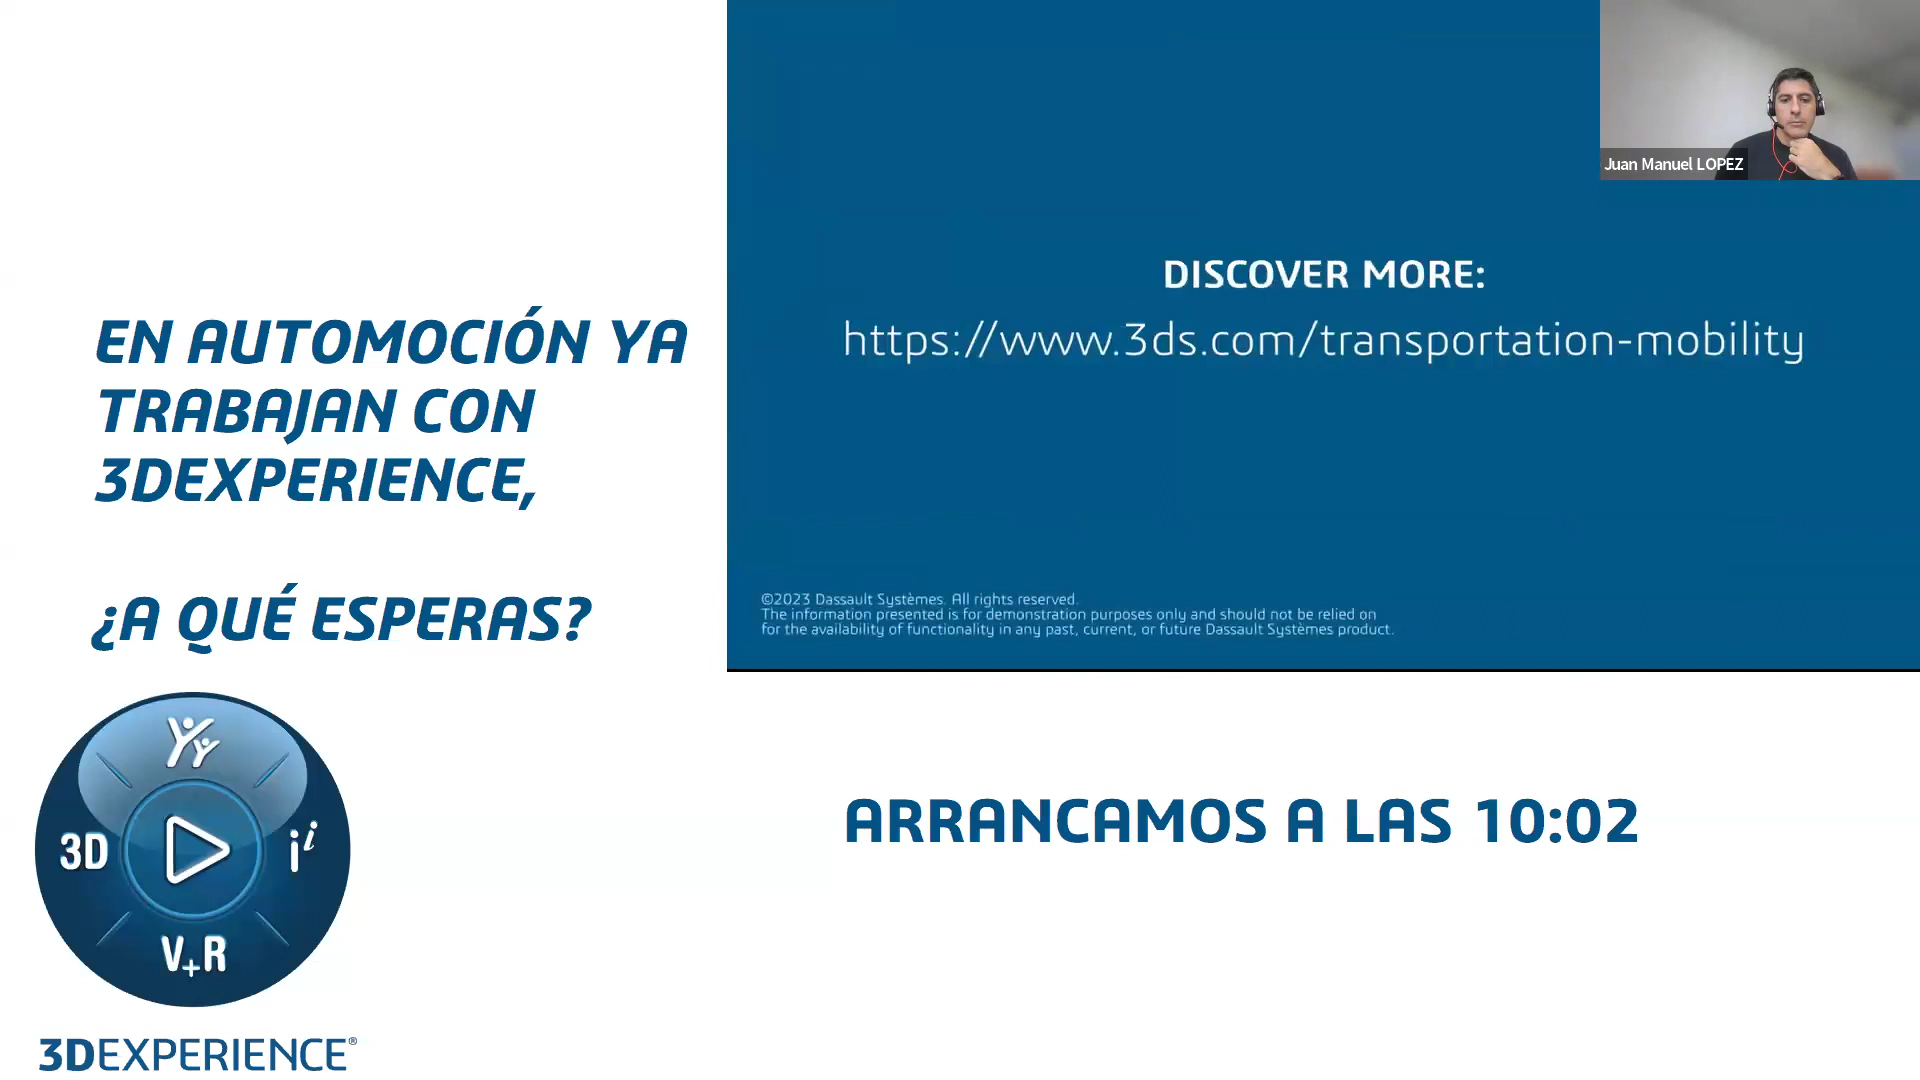 EN AUTOMOCIÓN YA
TRABAJAN CON
3DEXPERIENCE,
¿A QUÉ ESPERAS?
3D
i i
V+R
3DEXPERIENCE®
Juan Manuel LOPEZ
DISCOVER MORE:
https://www.3ds.com/transportation-mobility
©2023 Dassault Systèmes. All rights reserved.
The information presented is for demonstration purposes only and should not be relied on
for the availability of functionality in any past, current, or future Dassault Systèmes product.
ARRANCAMOS A LAS 10:02